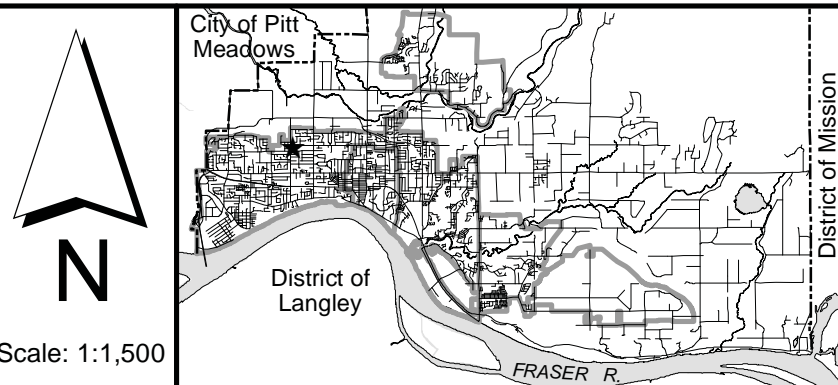 N
Scale: 1:1,500
City of Pitt
Meadows
District of
Langley
FRASER R.
District of Mission